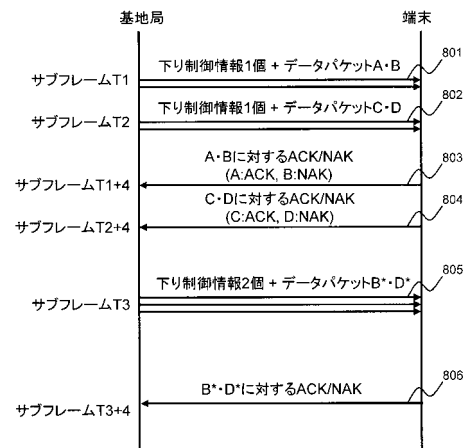 基地局
端末
801
下り制御情報1個 + データパケットA・B
サブフレームT1
802
下り制御情報1個 + データパケットC・D
サブフレームT2
A・Bに対するACK/NAK
803
(A:ACK, B:NAK)
サブフレームT1+4
C・Dに対するACK/NAK
804
(C:ACK, D:NAK)
サブフレームT2+4
805
下り制御情報2個 + データパケットB*・D*
サブフレームT3
806
B*・D*に対するACK/NAK
サブフレームT3+4